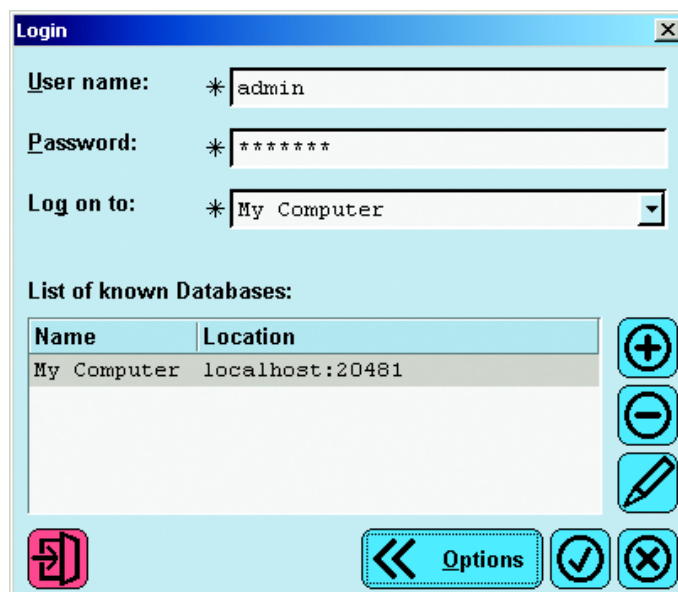 Login
User name: * admin
Password: * *******
Log on to: * My Computer
List of known Databases:
Name Location
My Computer localhost:20481
Options